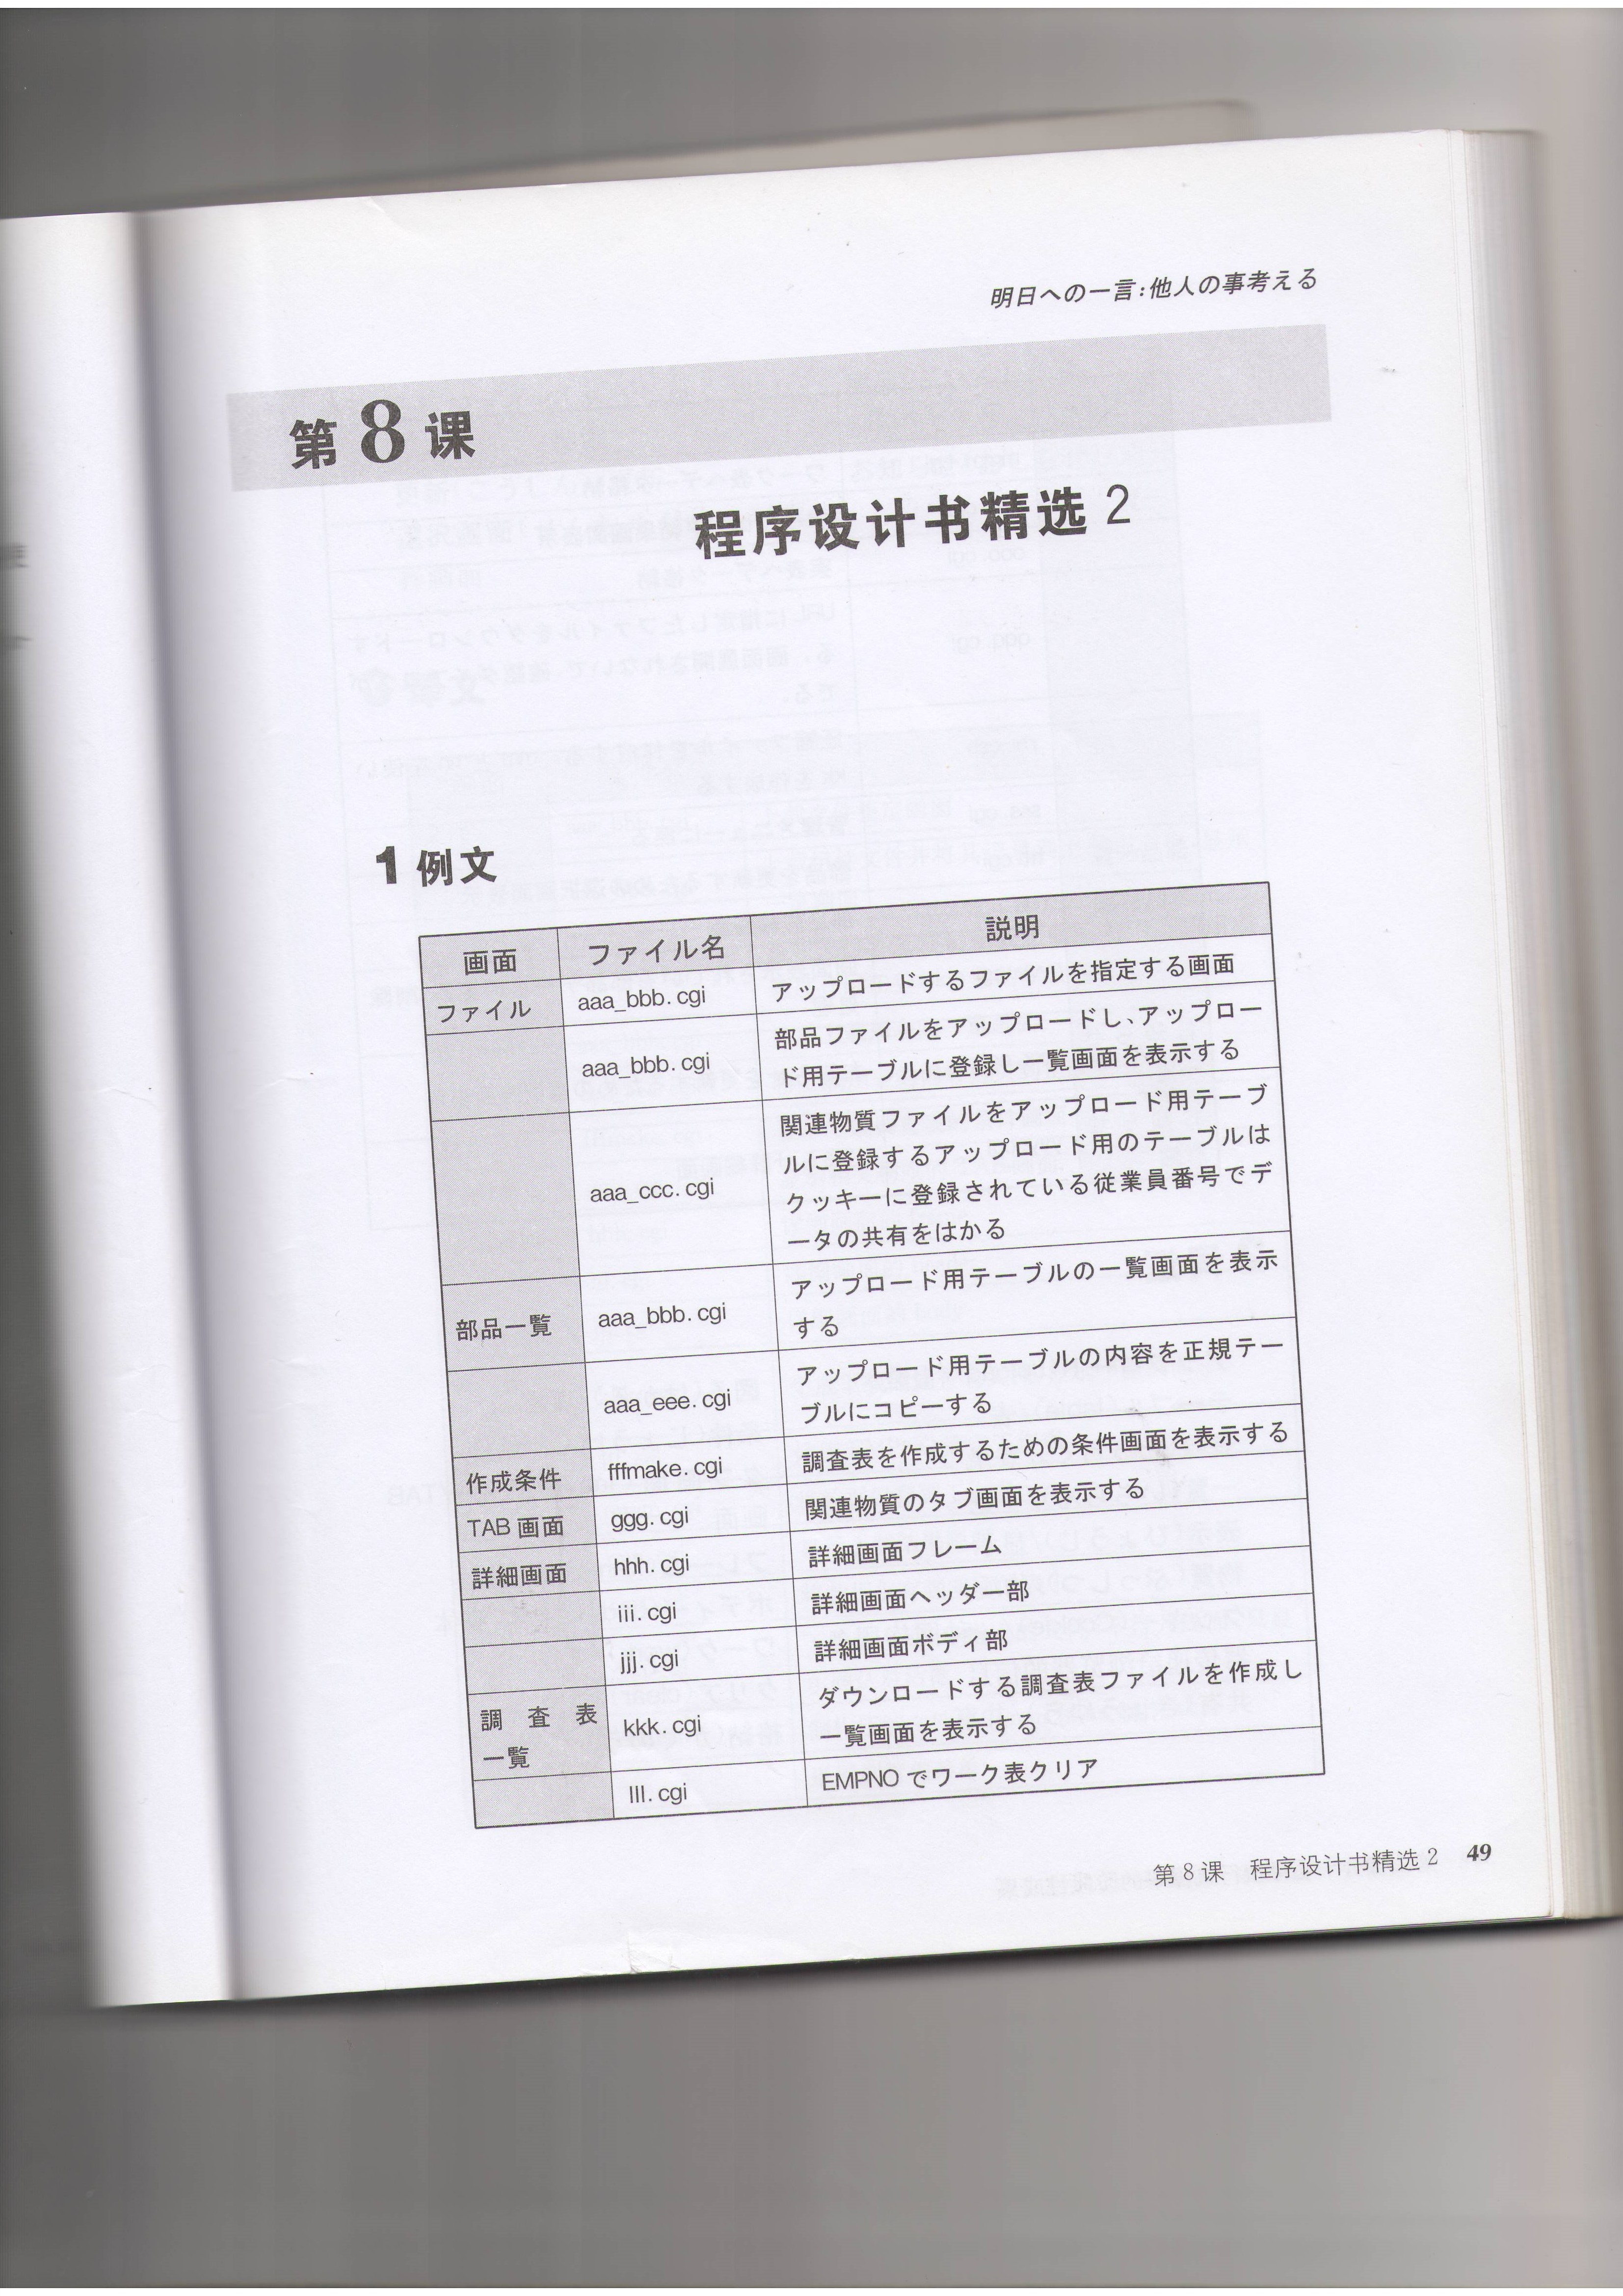 明日への一言:他人の事考える
第8课
程序设计书精选2
1 例文
画面 ファイル名 説明
ファイル aaa_bbb.cgi アップロードするファイルを指定する画面
aaa_bbb.cgi 部品ファイルをアップロードし、アップロー
ド用テーブルに登録し一覧画面を表示する
aaa_ccc.cgi 関連物質ファイルをアップロード用テーブ
ルに登録するアップロード用のテーブルは
クッキーに登録されている従業員番号でデ
ータの共有をはかる
部品一覧 aaa_bbb.cgi アップロード用テーブルの一覧画面を表示
する
aaa_eee.cgi アップロード用テーブルの内容を正規テー
ブルにコピーする
作成条件 fffmake.cgi 調査表を作成するための条件画面を表示する
TAB画面 ggg.cgi 関連物質のタブ画面を表示する
詳細画面 hhh.cgi 詳細画面フレーム
iii.cgi 詳細画面ヘッダー部
jjj.cgi 詳細画面ボディ部
調査表 kkk.cgi ダウンロードする調査表ファイルを作成し
一覧 一覧画面を表示する
lll.cgi EMPNOでワーク表クリア
第8课 程序设计书精选2 49